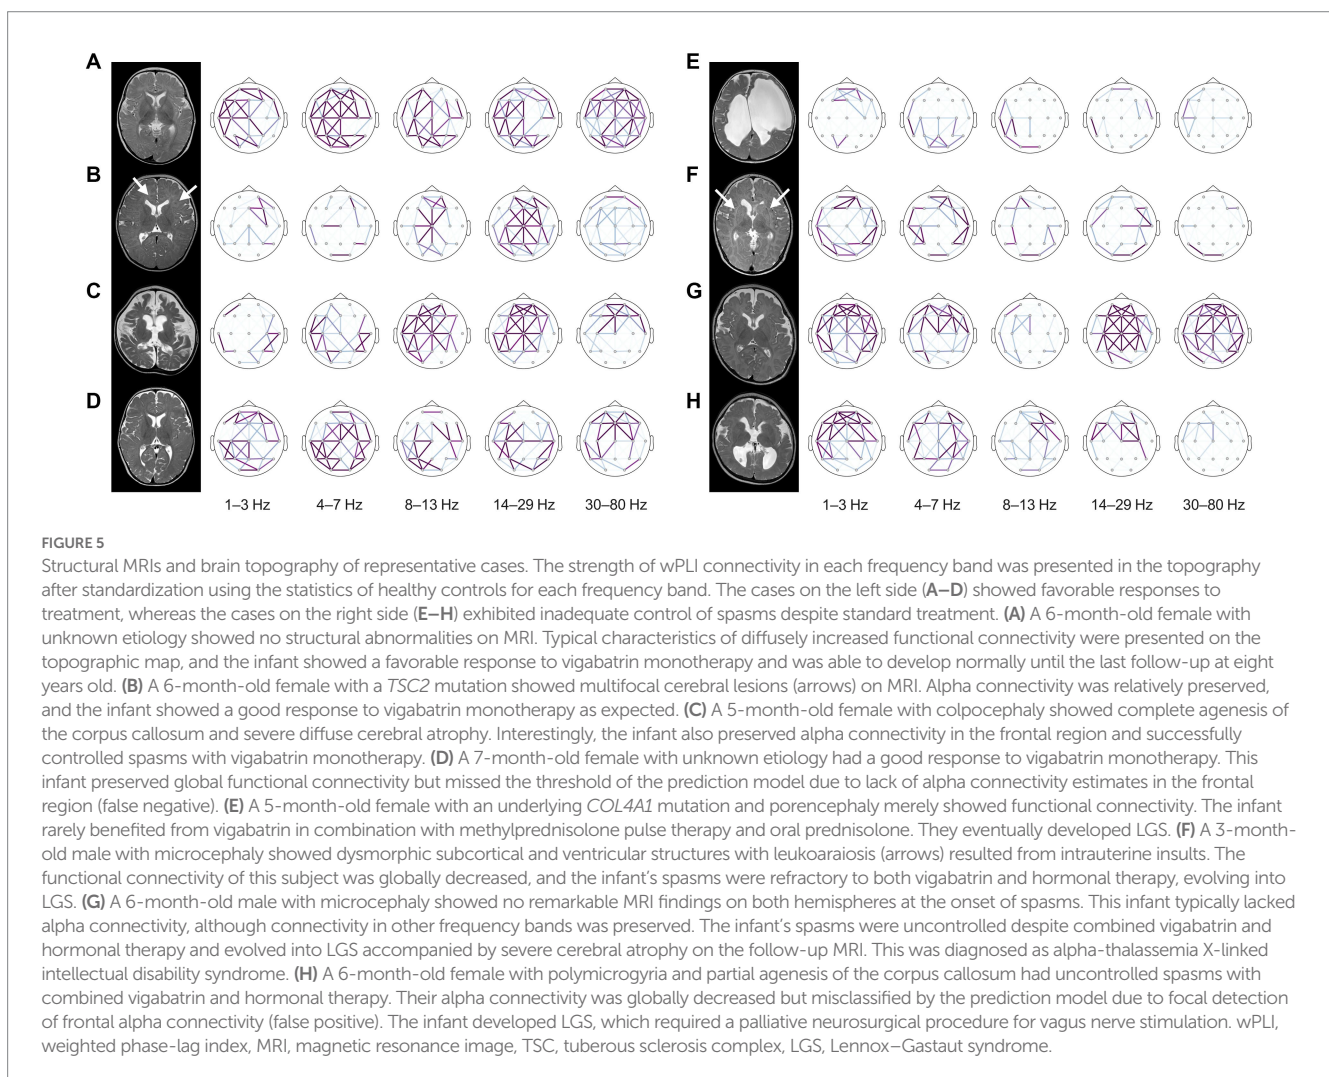 A
E
B
F
C
G
D
H
1–3 Hz 4–7 Hz 8–13 Hz 14–29 Hz 30–80 Hz 1–3 Hz 4–7 Hz 8–13 Hz 14–29 Hz 30–80 Hz
FIGURE 5
Structural MRIs and brain topography of representative cases. The strength of wPLI connectivity in each frequency band was presented in the topography
after standardization using the statistics of healthy controls for each frequency band. The cases on the left side (A–D) showed favorable responses to
treatment, whereas the cases on the right side (E–H) exhibited inadequate control of spasms despite standard treatment. (A) A 6-month-old female with
unknown etiology showed no structural abnormalities on MRI. Typical characteristics of diffusely increased functional connectivity were presented on the
topographic map, and the infant showed a favorable response to vigabatrin monotherapy and was able to develop normally until the last follow-up at eight
years old. (B) A 6-month-old female with a TSC2 mutation showed multifocal cerebral lesions (arrows) on MRI. Alpha connectivity was relatively preserved,
and the infant showed a good response to vigabatrin monotherapy as expected. (C) A 5-month-old female with colpocephaly showed complete agenesis of
the corpus callosum and severe diffuse cerebral atrophy. Interestingly, the infant also preserved alpha connectivity in the frontal region and successfully
controlled spasms with vigabatrin monotherapy. (D) A 7-month-old female with unknown etiology had a good response to vigabatrin monotherapy. This
infant preserved global functional connectivity but missed the threshold of the prediction model due to lack of alpha connectivity estimates in the frontal
region (false negative). (E) A 5-month-old female with an underlying COL4A1 mutation and porencephaly merely showed functional connectivity. The infant
rarely benefited from vigabatrin in combination with methylprednisolone pulse therapy and oral prednisolone. They eventually developed LGS. (F) A 3-month-
old male with microcephaly showed dysmorphic subcortical and ventricular structures with leukoaraiosis (arrows) resulted from intrauterine insults. The
functional connectivity of this subject was globally decreased, and the infant's spasms were refractory to both vigabatrin and hormonal therapy, evolving into
LGS. (G) A 6-month-old male with microcephaly showed no remarkable MRI findings on both hemispheres at the onset of spasms. This infant typically lacked
alpha connectivity, although connectivity in other frequency bands was preserved. The infant's spasms were uncontrolled despite combined vigabatrin and
hormonal therapy and evolved into LGS accompanied by severe cerebral atrophy on the follow-up MRI. This was diagnosed as alpha-thalassemia X-linked
intellectual disability syndrome. (H) A 6-month-old female with polymicrogyria and partial agenesis of the corpus callosum had uncontrolled spasms with
combined vigabatrin and hormonal therapy. Their alpha connectivity was globally decreased but misclassified by the prediction model due to focal detection
of frontal alpha connectivity (false positive). The infant developed LGS, which required a palliative neurosurgical procedure for vagus nerve stimulation. wPLI,
weighted phase-lag index, MRI, magnetic resonance image, TSC, tuberous sclerosis complex, LGS, Lennox–Gastaut syndrome.